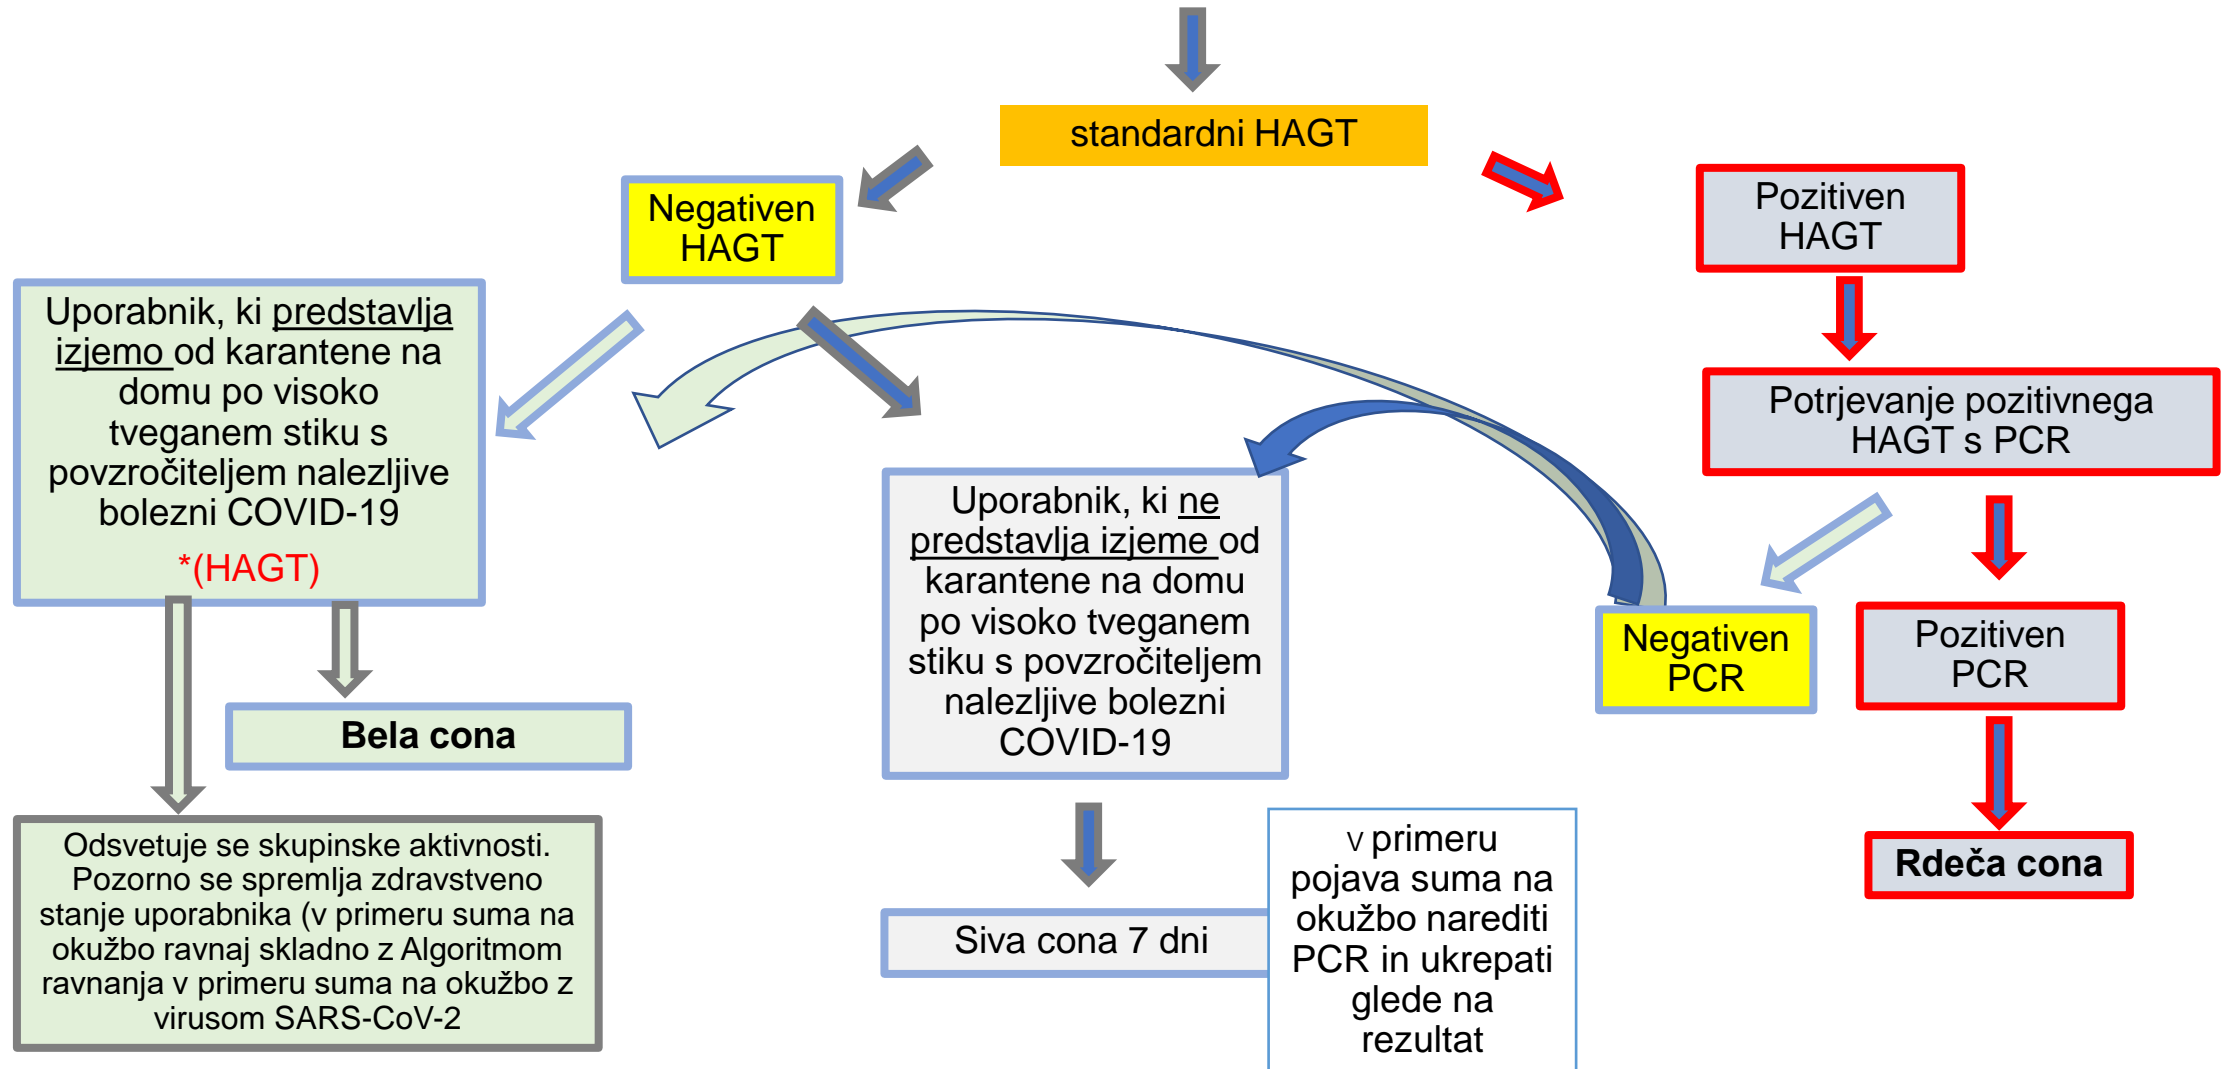 standardni HAGT
Negativen
HAGT
Pozitiven
HAGT
Uporabnik, ki predstavlja
izjemo od karantene na
domu po visoko
tveganem stiku s
povzročiteljem nalezljive
bolezni COVID-19
*(HAGT)
Potrjevanje pozitivnega
HAGT s PCR
Uporabnik, ki ne
predstavlja izjeme od
karantene na domu
po visoko tveganem
stiku s povzročiteljem
nalezljive bolezni
COVID-19
Negativen
PCR
Pozitiven
PCR
Bela cona
Odsvetuje se skupinske aktivnosti.
Pozorno se spremlja zdravstveno
stanje uporabnika (v primeru suma na
okužbo ravnaj skladno z Algoritmom
ravnanja v primeru suma na okužbo z
virusom SARS-CoV-2
Siva cona 7 dni
V primeru
pojava suma na
okužbo narediti
PCR in ukrepati
glede na
rezultat
Rdeča cona